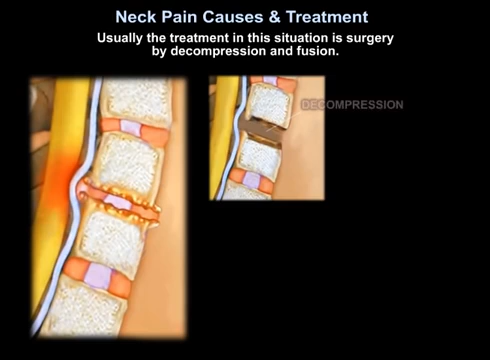 Neck Pain Causes & Treatment
Usually the treatment in this situation is surgery
by decompression and fusion.
DECOMPRESSION